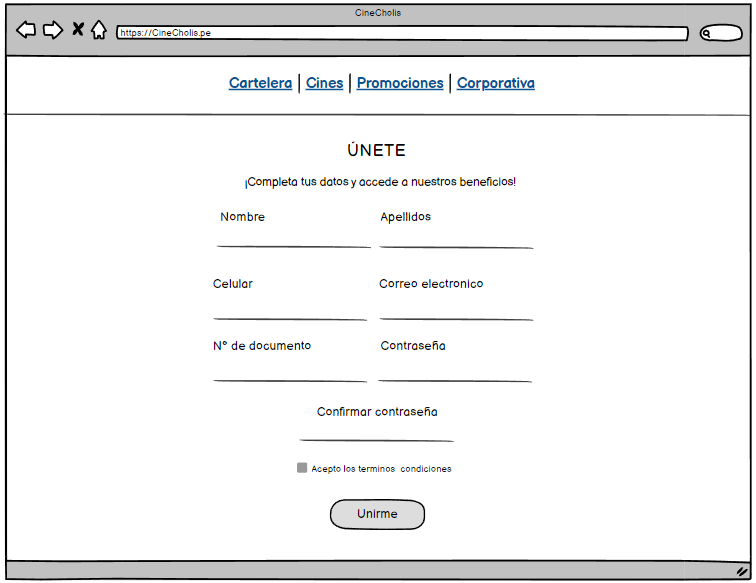 CineCholis
https://CineCholis.pe
Cartelera | Cines | Promociones | Corporativa
ÚNETE
¡Completa tus datos y accede a nuestros beneficios!
Nombre Apellidos
Celular Correo electronico
N° de documento Contraseña
Confirmar contraseña
Acepto los terminos condiciones
Unirme